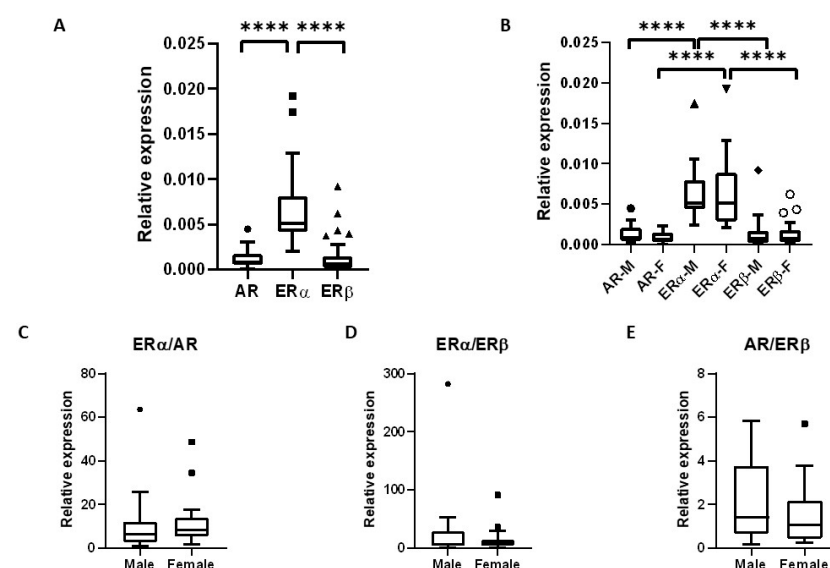 A
****
****
0.025
0.020
0.015
0.010
0.005
0.000
Relative expression
AR
ERα
ERβ
B
****
****
****
****
0.025
0.020
0.015
0.010
0.005
0.000
Relative expression
AR-M
AR-F
ERα-M
ERα-F
ERβ-M
ERβ-F
C
ERα/AR
80
60
40
20
0
Relative expression
Male
Female
D
ERα/ERβ
300
200
100
0
Relative expression
Male
Female
E
AR/ERβ
8
6
4
2
0
Relative expression
Male
Female